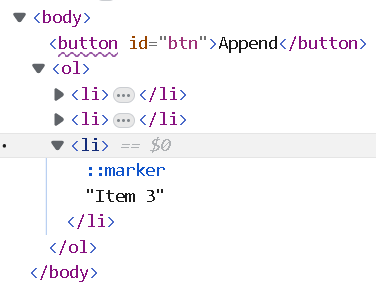 ▼ <body>
<button id="btn">Append</button>
▼ <ol>
▶ <li> ··· </li>
▶ <li> ··· </li>
▼ <li> == $0
::marker
"Item 3"
</li>
</ol>
</body>